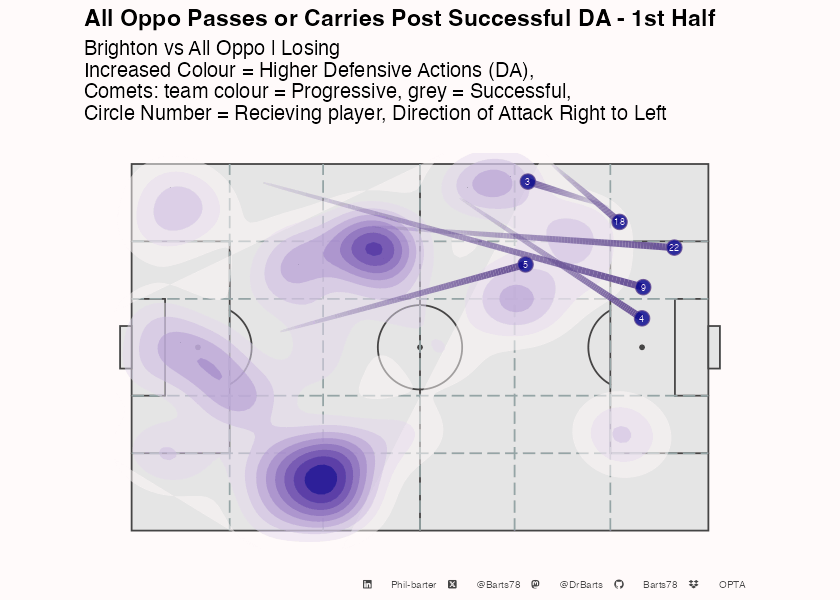 All Oppo Passes or Carries Post Successful DA - 1st Half
Brighton vs All Oppo | Losing
Increased Colour = Higher Defensive Actions (DA),
Comets: team colour = Progressive, grey = Successful,
Circle Number = Recieving player, Direction of Attack Right to Left
3
18
22
5
9
4
Phil-barter @Barts78 @DrBarts Barts78 OPTA